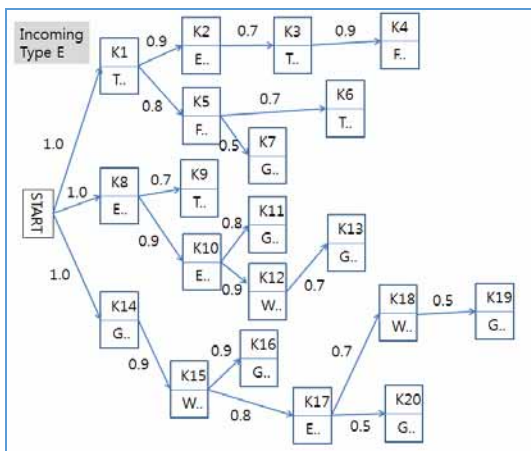 Incoming
Type E
START
1.0
1.0
1.0
K1
T..
0.9
0.8
K2
E..
0.7
K3
T..
0.9
K4
F..
K5
F..
0.7
0.5
K6
T..
K7
G..
K8
E..
0.7
0.9
K9
T..
K10
E..
0.8
0.9
K11
G..
K12
W..
0.7
K13
G..
K14
G..
0.9
K15
W..
0.9
0.8
K16
G..
K17
E..
0.7
0.5
K18
W..
0.5
K19
G..
K20
G..